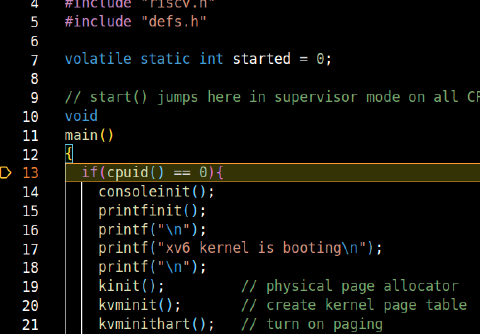 4 #include "riscv.h"
5 #include "defs.h"
6
7 volatile static int started = 0;
8
9 // start() jumps here in supervisor mode on all
10 void
11 main()
12 {
13 if(cpuid() == 0){
14 consoleinit();
15 printfinit();
16 printf("\n");
17 printf("xv6 kernel is booting\n");
18 printf("\n");
19 kinit(); // physical page allocator
20 kvminit(); // create kernel page table
21 kvminithart(); // turn on paging